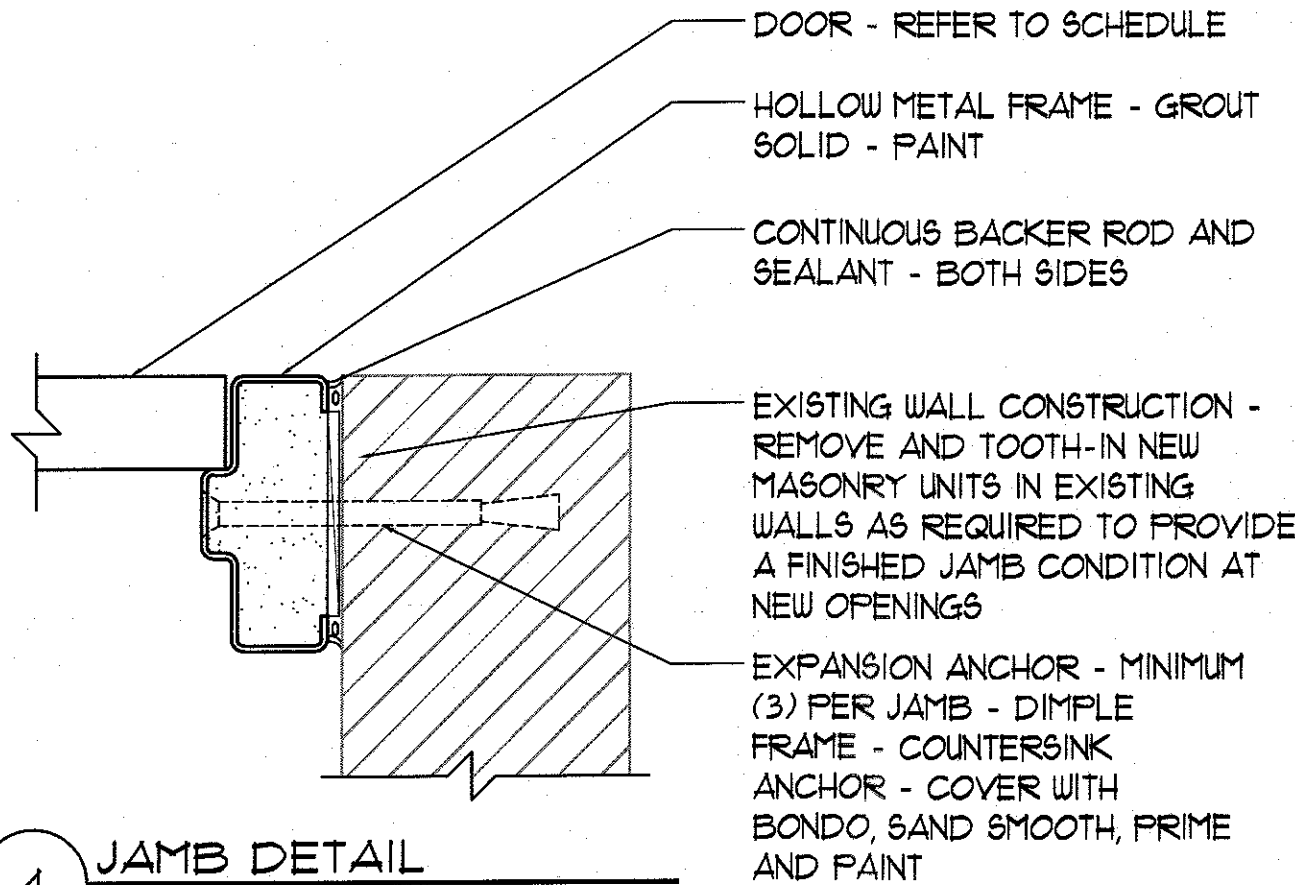 DOOR - REFER TO SCHEDULE
HOLLOW METAL FRAME - GROUT
SOLID - PAINT
CONTINUOUS BACKER ROD AND
SEALANT - BOTH SIDES
EXISTING WALL CONSTRUCTION -
REMOVE AND TOOTH-IN NEW
MASONRY UNITS IN EXISTING
WALLS AS REQUIRED TO PROVIDE
A FINISHED JAMB CONDITION AT
NEW OPENINGS
EXPANSION ANCHOR - MINIMUM
(3) PER JAMB - DIMPLE
FRAME - COUNTERSINK
ANCHOR - COVER WITH
BONDO, SAND SMOOTH, PRIME
AND PAINT
JAMB DETAIL